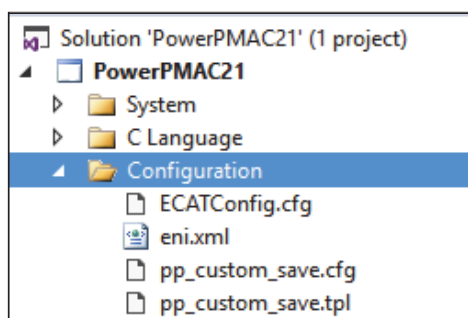 Solution 'PowerPMAC21' (1 project)
PowerPMAC21
System
C Language
Configuration
ECATConfig.cfg
eni.xml
pp_custom_save.cfg
pp_custom_save.tpl